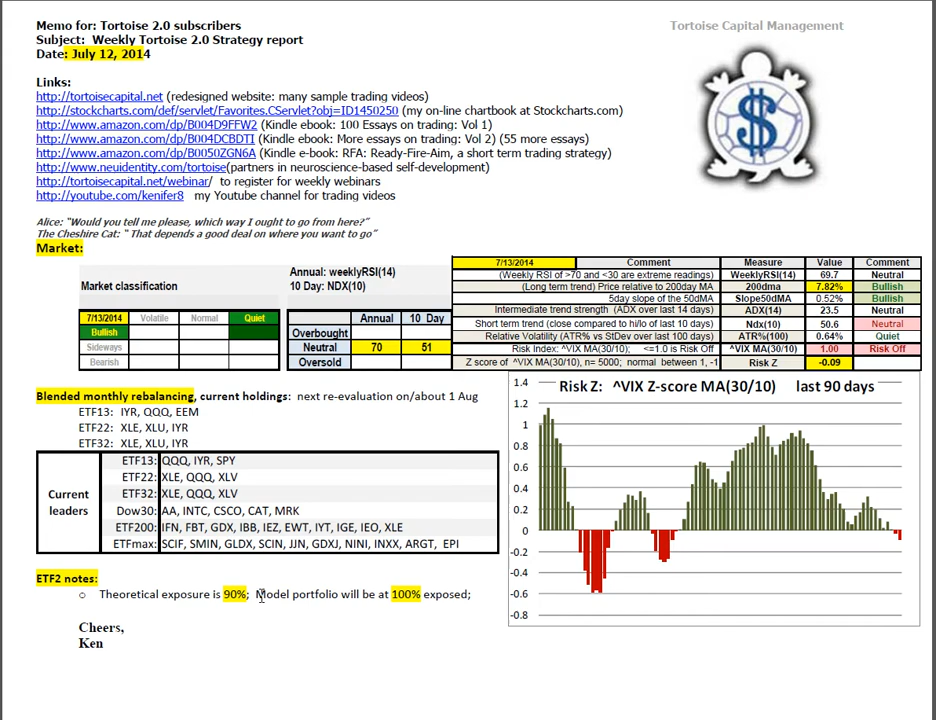 Memo for: Tortoise 2.0 subscribers
Tortoise Capital Management
Subject: Weekly Tortoise 2.0 Strategy report
Date: July 12, 2014
Links:
http://tortoisecapital.net (redesigned website: many sample trading videos)
http://stockcharts.com/def/servlet/Favorites.CServlet?obj=ID1450250 (my on-line chartbook at Stockcharts.com)
http://www.amazon.com/dp/B004D9FFW2 (Kindle ebook: 100 Essays on trading: Vol 1)
http://www.amazon.com/dp/B004DCBDTI (Kindle ebook: More essays on trading: Vol 2) (55 more essays)
http://www.amazon.com/dp/B0050ZGN6A (Kindle e-book: RFA: Ready-Fire-Aim, a short term trading strategy)
http://www.neuidentity.com/tortoise(partners in neuroscience-based self-development)
http://tortoisecapital.net/webinar/ to register for weekly webinars
http://youtube.com/kenifer8 my Youtube channel for trading videos
Alice: "Would you tell me please, which way I ought to go from here?"
The Cheshire Cat: " That depends a good deal on where you want to go"
Market:
Market classification
7/13/2014 Volatile Normal Quiet
Bullish
Sideways
Bearish
Annual: weeklyRSI(14)
10 Day: NDX(10)
Annual 10 Day
Overbought
Neutral 70 51
Oversold
7/13/2014 Comment Measure Value Comment
(Weekly RSI of >70 and <30 are extreme readings) WeeklyRSI(14) 69.7 Neutral
(Long term trend) Price relative to 200day MA 200dma 7.82% Bullish
5day slope of the 50dMA Slope50dMA 0.52% Bullish
Intermediate trend strength (ADX over last 14 days) ADX(14) 23.5 Neutral
Short term trend (close compared to hi/lo of last 10 days) Ndx(10) 50.6 Neutral
Relative Volatility (ATR% vs StDev over last 100 days) ATR%(100) 0.64% Quiet
Risk Index: ^VIX MA(30/10); <=1.0 is Risk Off ^VIX MA(30/10) 1.00 Risk Off
Z score of ^VIX MA(30/10), n= 5000; normal between 1, -1 Risk Z -0.09
Blended monthly rebalancing, current holdings: next re-evaluation on/about 1 Aug
ETF13: IYR, QQQ, EEM
ETF22: XLE, XLU, IYR
ETF32: XLE, XLU, IYR
Current leaders
ETF13: QQQ, IYR, SPY
ETF22: XLE, QQQ, XLV
ETF32: XLE, QQQ, XLV
Dow30: AA, INTC, CSCO, CAT, MRK
ETF200: IFN, FBT, GDX, IBB, IEZ, EWT, IYT, IGE, IEO, XLE
ETFmax: SCIF, SMIN, GLDX, SCIN, JJN, GDXJ, NINI, INXX, ARGT, EPI
Risk Z: ^VIX Z-score MA(30/10) last 90 days
1.4
1.2
1
0.8
0.6
0.4
0.2
0
-0.2
-0.4
-0.6
-0.8
ETF2 notes:
○ Theoretical exposure is 90%; Model portfolio will be at 100% exposed;
Cheers,
Ken